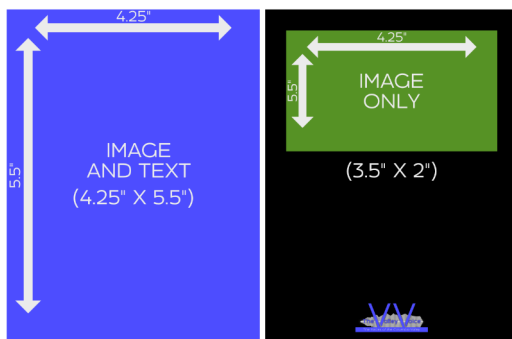 4.25"
5.5"
IMAGE
AND TEXT
(4.25" X 5.5")
4.25"
5.5"
IMAGE
ONLY
(3.5" X 2")